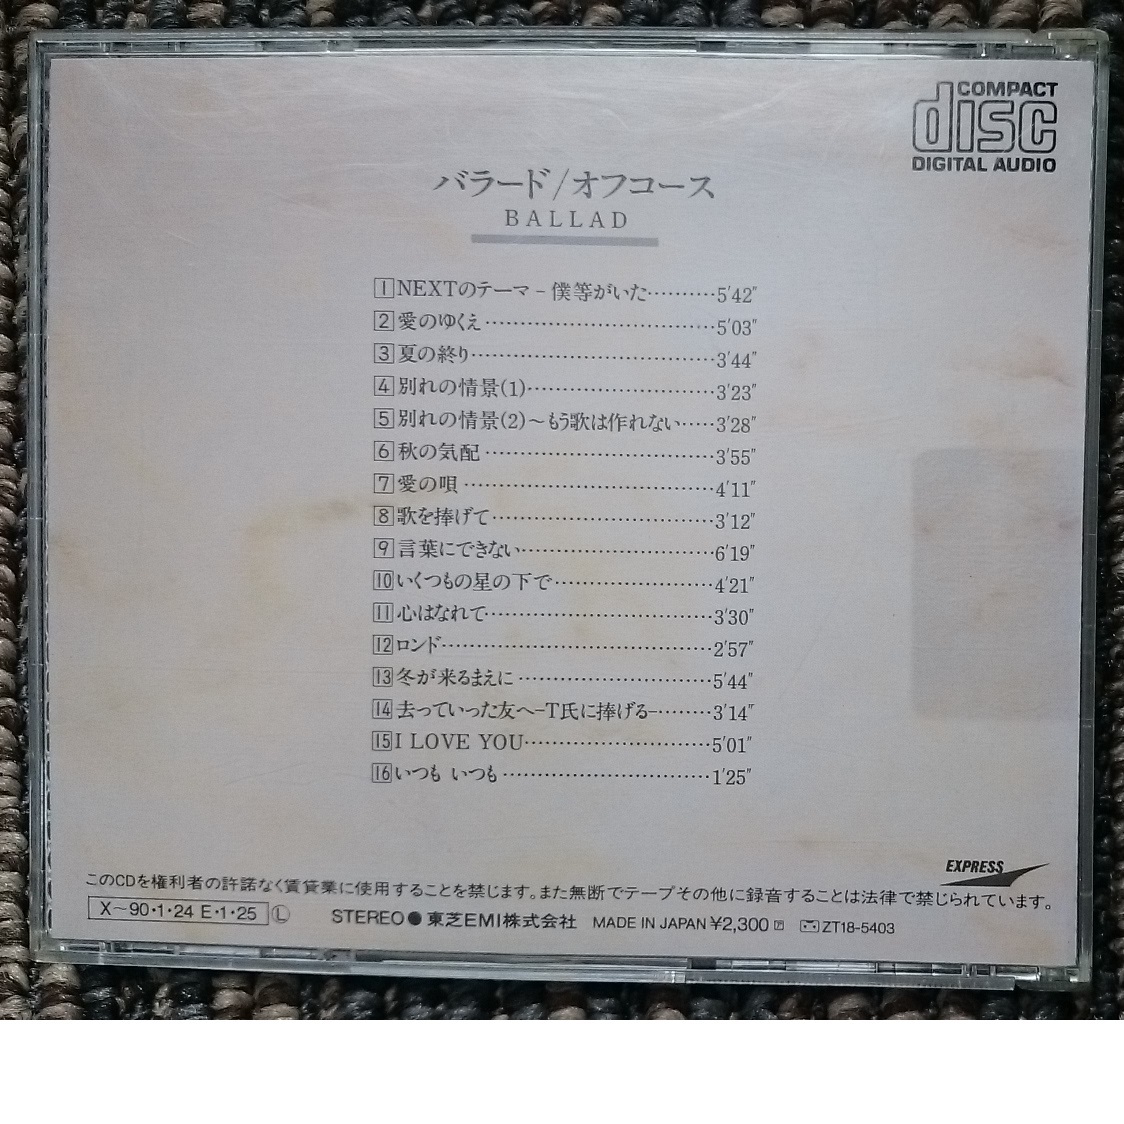 COMPACT
disc
DIGITAL AUDIO
バラード/オフコース
BALLAD
1 NEXTのテーマ－僕等がいた………5′42″
2 愛のゆくえ………5′03″
3 夏の終り………3′44″
4 別れの情景(1)………3′23″
5 別れの情景(2)～もう歌は作れない……3′28″
6 秋の気配………3′55″
7 愛の唄………4′11″
8 歌を捧げて………3′12″
9 言葉にできない………6′19″
10 いくつもの星の下で………4′21″
11 心はなれて………3′30″
12 ロンド………2′57″
13 冬が来るまえに………5′44″
14 去っていった友へ−T氏に捧げる−………3′14″
15 I LOVE YOU………5′01″
16 いつも いつも………1′25″
EXPRESS
このCDを権利者の許諾なく賃貸業に使用することを禁じます。また無断でテープその他に録音することは法律で禁じられています。
X～90・1・24 E・1・25 Ⓛ STEREO● 東芝EMI株式会社 MADE IN JAPAN ¥2,300 ZT18-5403